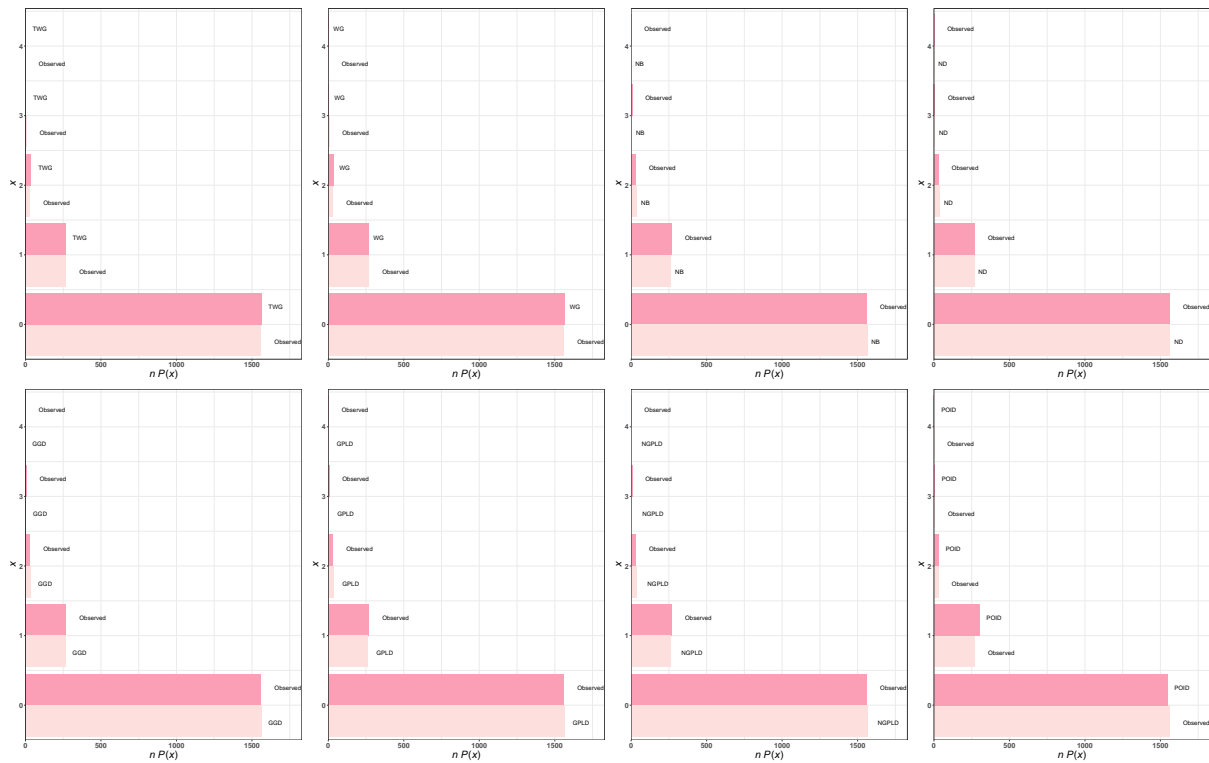 TWG
4
Observed
TWG
3
Observed
TWG
x
2
Observed
TWG
1
Observed
TWG
0
Observed
0 500 1000 1500
n P(x)
WG
4
Observed
WG
3
Observed
WG
x
2
Observed
WG
1
Observed
WG
0
Observed
0 500 1000 1500
n P(x)
Observed
4
NB
Observed
3
NB
Observed
x
2
NB
Observed
1
NB
Observed
0
NB
0 500 1000 1500
n P(x)
Observed
4
ND
Observed
3
ND
Observed
x
2
ND
Observed
1
ND
Observed
0
ND
0 500 1000 1500
n P(x)
Observed
4
GGD
Observed
3
GGD
Observed
x
2
GGD
Observed
1
GGD
Observed
0
GGD
0 500 1000 1500
n P(x)
Observed
4
GPLD
Observed
3
GPLD
Observed
x
2
GPLD
Observed
1
GPLD
Observed
0
GPLD
0 500 1000 1500
n P(x)
Observed
4
NGPLD
Observed
3
NGPLD
Observed
x
2
NGPLD
Observed
1
NGPLD
Observed
0
NGPLD
0 500 1000 1500
n P(x)
POID
4
Observed
POID
3
Observed
POID
x
2
Observed
POID
1
Observed
POID
0
Observed
0 500 1000 1500
n P(x)